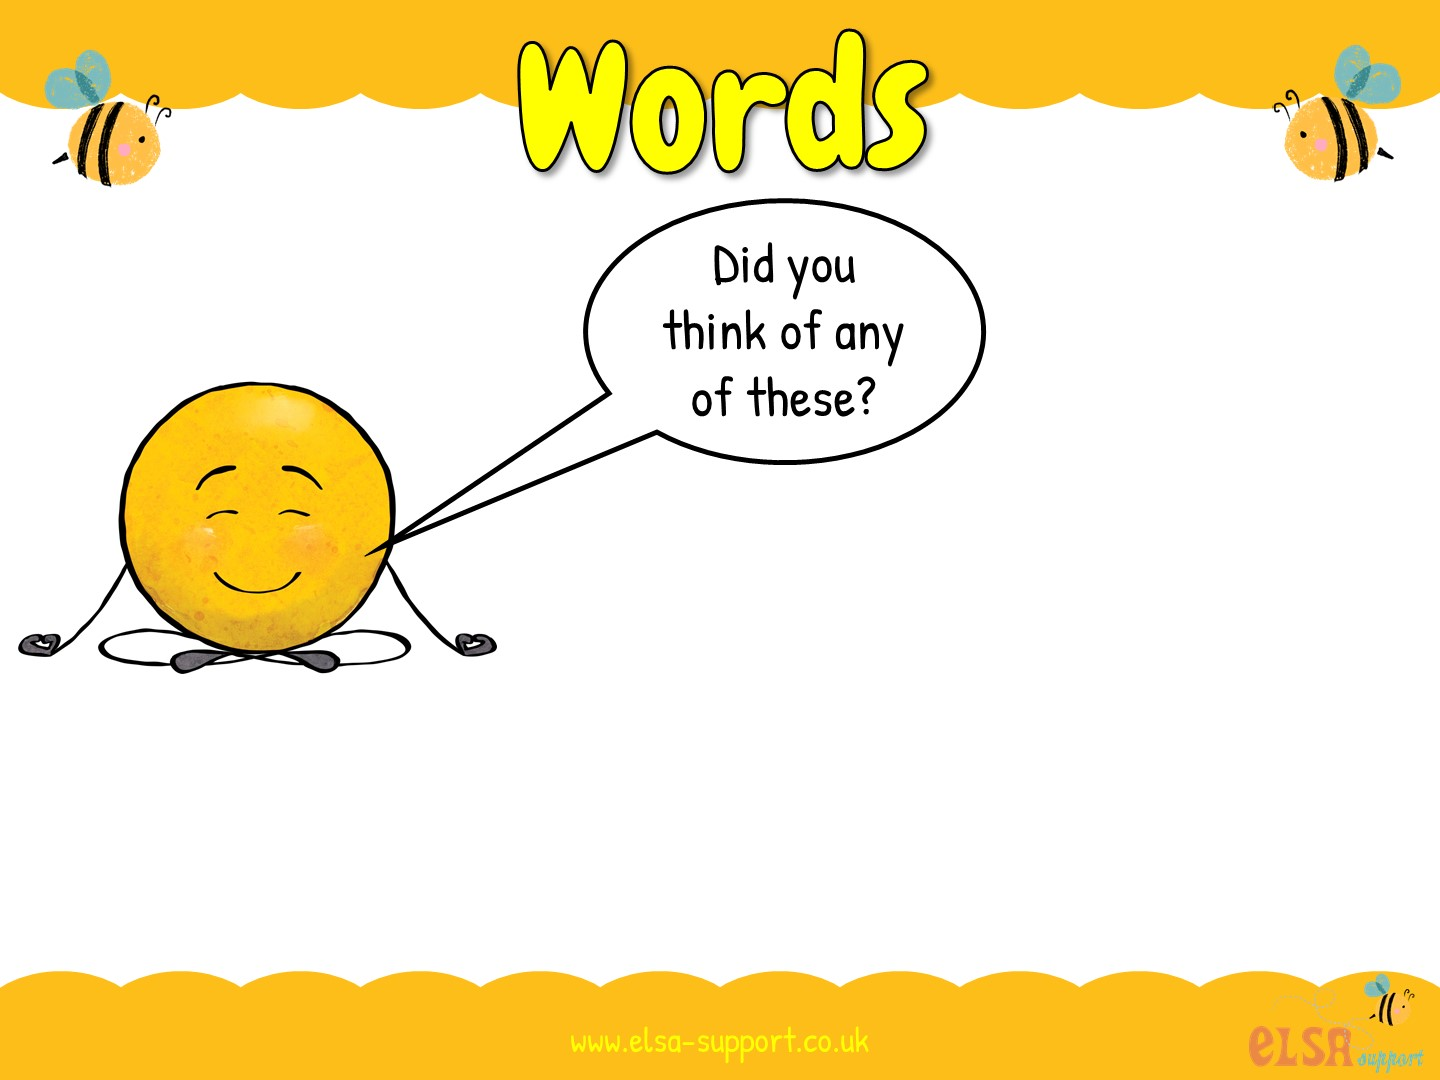 Words
Did you
think of any
of these?
www.elsa-support.co.uk
ELSA support